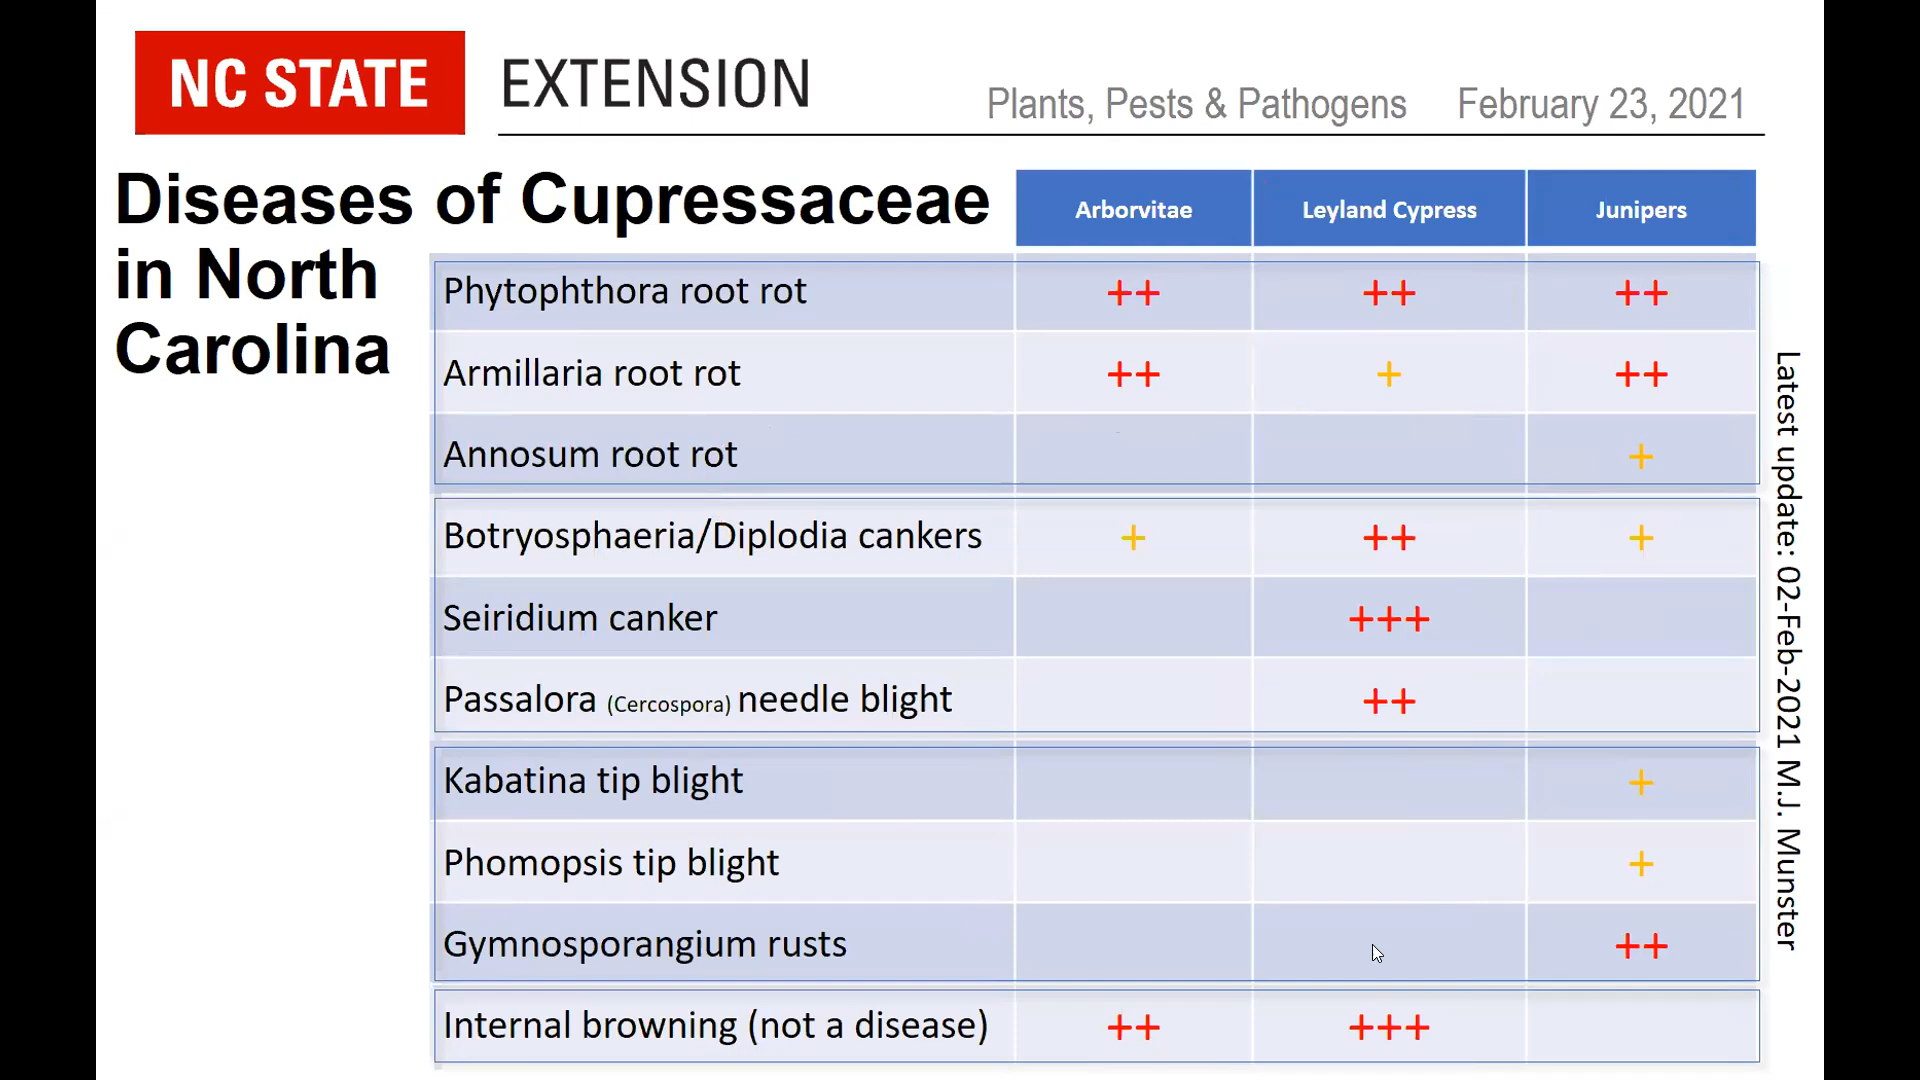 NC STATE EXTENSION
Plants, Pests & Pathogens February 23, 2021
Diseases of Cupressaceae
in North
Carolina
Arborvitae Leyland Cypress Junipers
Phytophthora root rot ++ ++ ++
Armillaria root rot ++ + ++
Annosum root rot +
Botryosphaeria/Diplodia cankers + ++ +
Seiridium canker +++
Passalora (Cercospora) needle blight ++
Kabatina tip blight +
Phomopsis tip blight +
Gymnosporangium rusts ++
Internal browning (not a disease) ++ +++
Latest update: 02-Feb-2021 M.J. Munster